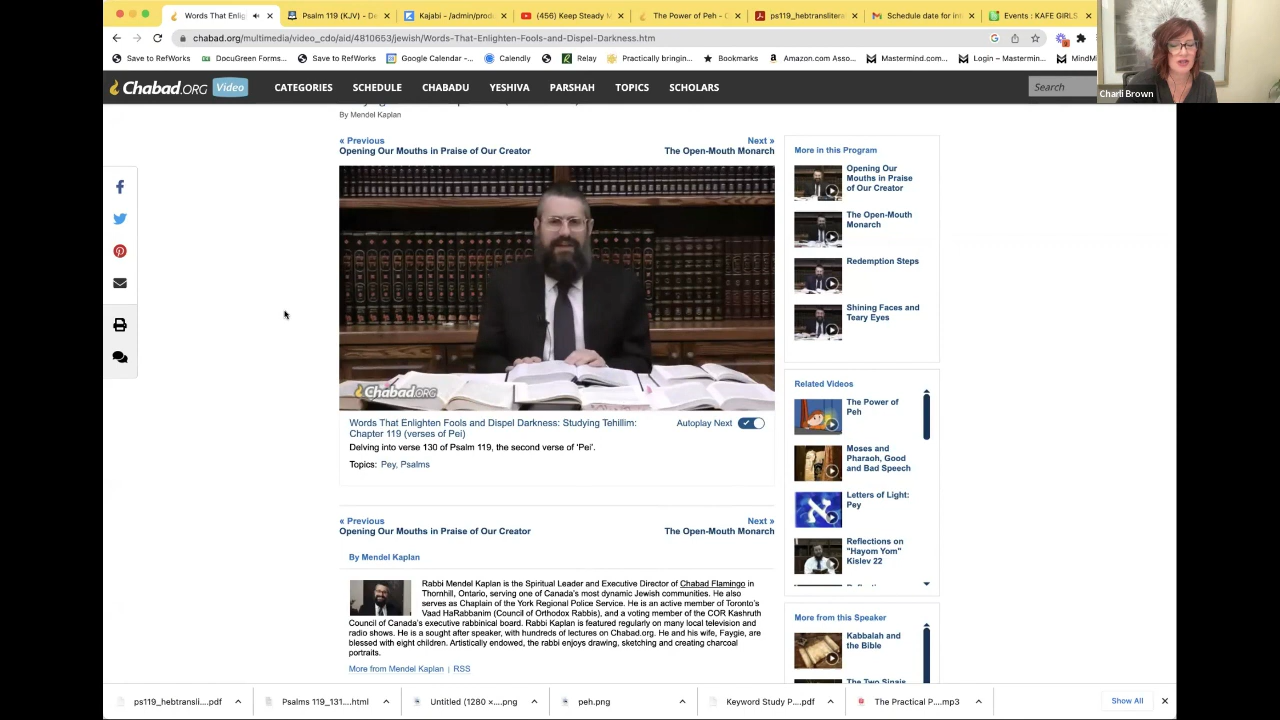 Words That Enlig
Psalm 119 (KJV) - De
Kajabi - /admin/prod
(456) Keep Steady M
The Power of Peh - C
ps119_hebtranslitera
Schedule date for in
Events : KAFE GIRLS
chabad.org/multimedia/video_cdo/aid/4810653/jewish/Words-That-Enlighten-Fools-and-Dispel-Darkness.htm
Save to RefWorks
DocuGreen Forms...
Save to RefWorks
Google Calendar -...
Calendly
Relay
Practically bringin...
Bookmarks
Amazon.com Asso...
Mastermind.com...
Login – Mastermin...
MindMi
Chabad.ORG Video
CATEGORIES
SCHEDULE
CHABADU
YESHIVA
PARSHAH
TOPICS
SCHOLARS
Search
Charli Brown
By Mendel Kaplan
« Previous
Opening Our Mouths in Praise of Our Creator
Next »
The Open-Mouth Monarch
Chabad.ORG
Words That Enlighten Fools and Dispel Darkness: Studying Tehillim:
Chapter 119 (verses of Pei)
Autoplay Next
Delving into verse 130 of Psalm 119, the second verse of 'Pei'.
Topics: Pey, Psalms
« Previous
Opening Our Mouths in Praise of Our Creator
Next »
The Open-Mouth Monarch
By Mendel Kaplan
Rabbi Mendel Kaplan is the Spiritual Leader and Executive Director of Chabad Flamingo in
Thornhill, Ontario, serving one of Canada's most dynamic Jewish communities. He also
serves as Chaplain of the York Regional Police Service. He is an active member of Toronto's
Vaad HaRabbanim (Council of Orthodox Rabbis), and a voting member of the COR Kashruth
Council of Canada's executive rabbinical board. Rabbi Kaplan is featured regularly on many local television and
radio shows. He is a sought after speaker, with hundreds of lectures on Chabad.org. He and his wife, Faygie, are
blessed with eight children. Artistically endowed, the rabbi enjoys drawing, sketching and creating charcoal
portraits.
More from Mendel Kaplan | RSS
More in this Program
Opening Our
Mouths in Praise
of Our Creator
The Open-Mouth
Monarch
Redemption Steps
Shining Faces and
Teary Eyes
Related Videos
The Power of
Peh
Moses and
Pharaoh, Good
and Bad Speech
Letters of Light:
Pey
א
Reflections on
"Hayom Yom"
Kislev 22
More from this Speaker
Kabbalah and
the Bible
The Two Sinais
ps119_hebtransli....pdf
Psalms 119_131....html
Untitled (1280 ×....png
peh.png
Keyword Study P....pdf
The Practical P....mp3
Show All